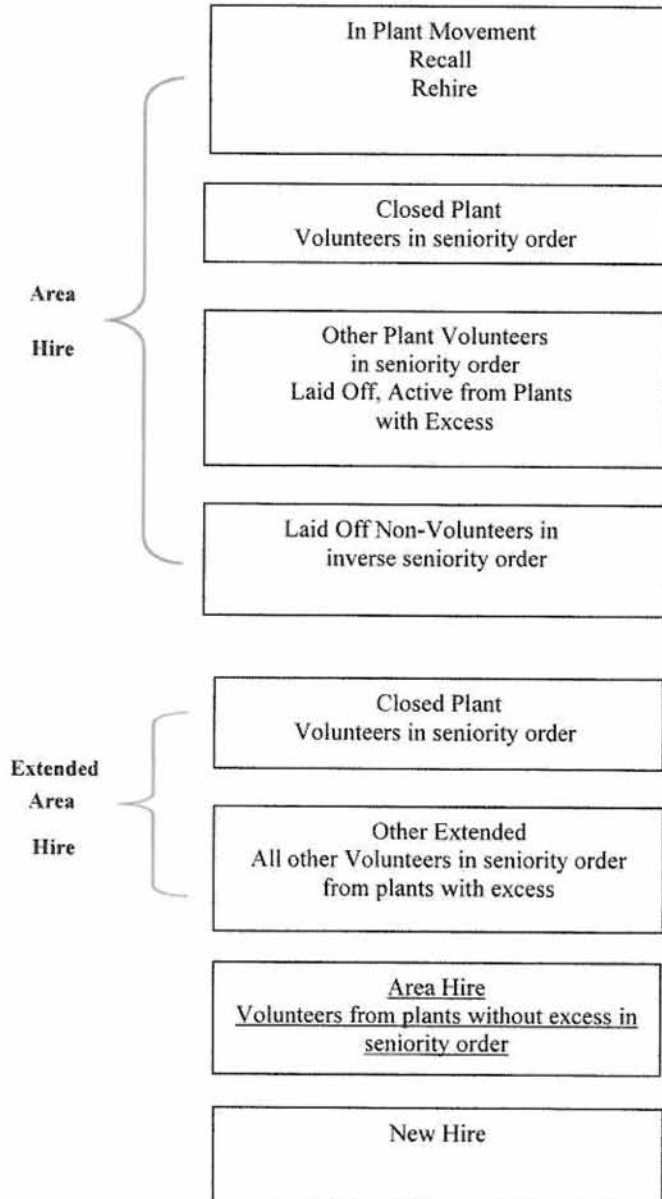 In Plant Movement
Recall
Rehire
Closed Plant
Volunteers in seniority order
Area
Hire
Other Plant Volunteers
in seniority order
Laid Off, Active from Plants
with Excess
Laid Off Non-Volunteers in
inverse seniority order
Closed Plant
Volunteers in seniority order
Extended
Area
Hire
Other Extended
All other Volunteers in seniority order
from plants with excess
Area Hire
Volunteers from plants without excess in
seniority order
New Hire